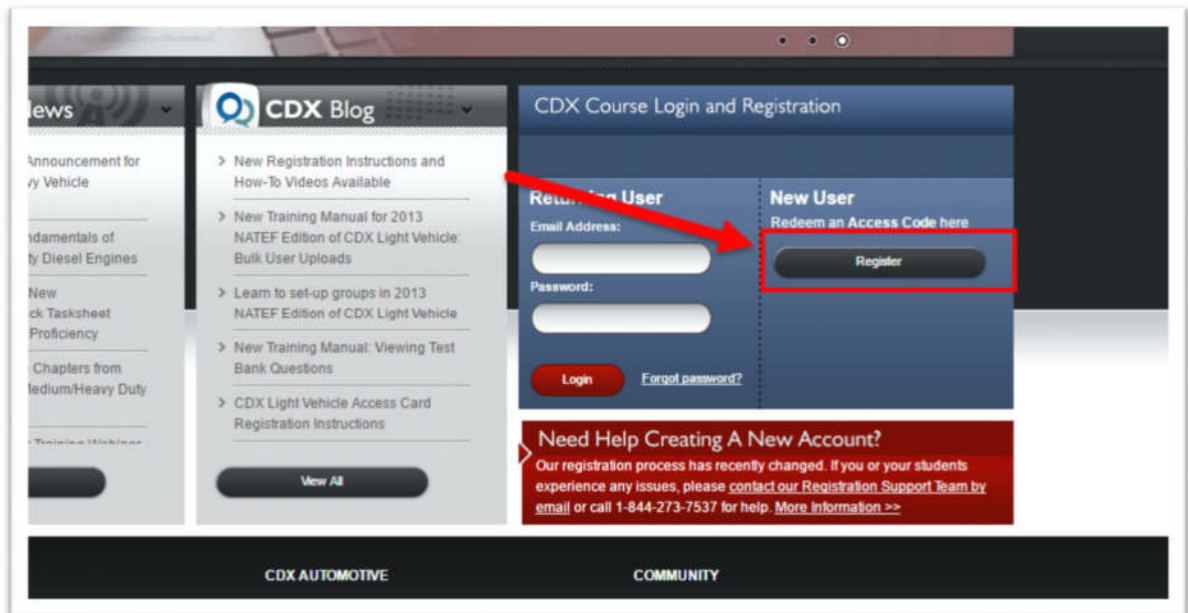 News
Announcement for
vy Vehicle
ndamentals of
ty Diesel Engines
New
ck Tasksheet
Proficiency
Chapters from
Medium/Heavy Duty
CDX Blog
New Registration Instructions and
How-To Videos Available
New Training Manual for 2013
NATEF Edition of CDX Light Vehicle:
Bulk User Uploads
Learn to set-up groups in 2013
NATEF Edition of CDX Light Vehicle
New Training Manual: Viewing Test
Bank Questions
CDX Light Vehicle Access Card
Registration Instructions
View All
CDX Course Login and Registration
Returning User
Email Address:
Password:
Login Forgot password?
New User
Redeem an Access Code here
Register
Need Help Creating A New Account?
Our registration process has recently changed. If you or your students
experience any issues, please contact our Registration Support Team by
email or call 1-844-273-7537 for help. More Information >>
CDX AUTOMOTIVE
COMMUNITY